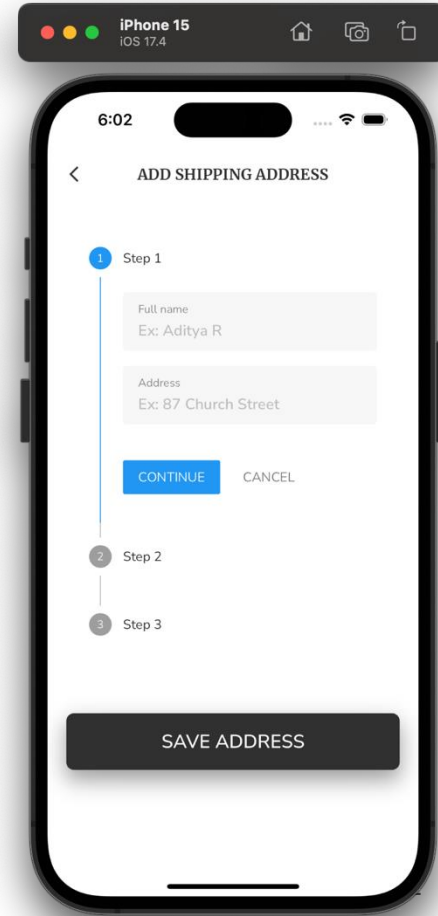 iPhone 15
iOS 17.4
6:02
ADD SHIPPING ADDRESS
1 Step 1
Full name
Ex: Aditya R
Address
Ex: 87 Church Street
CONTINUE CANCEL
2 Step 2
3 Step 3
SAVE ADDRESS